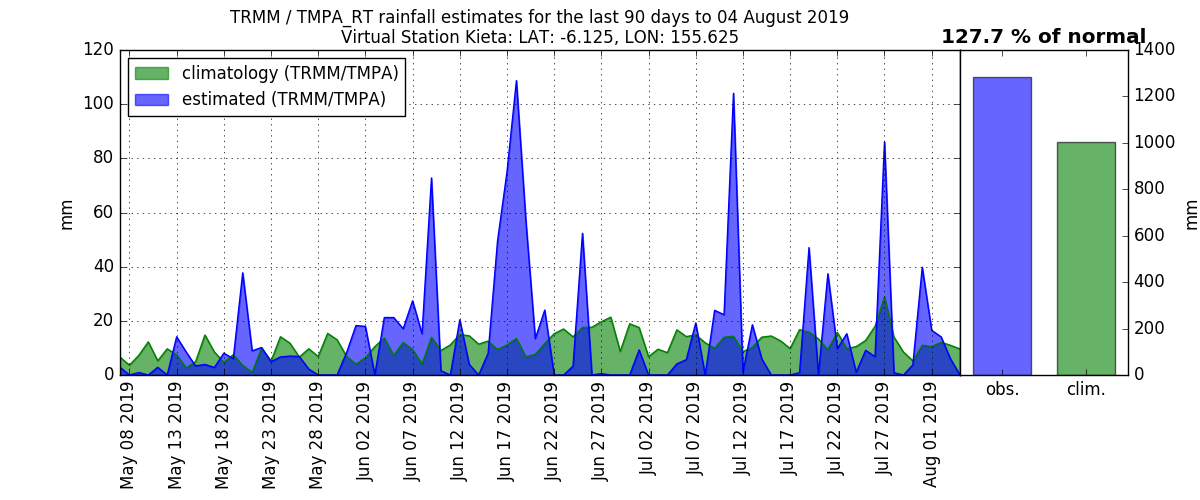 TRMM / TMPA_RT rainfall estimates for the last 90 days to 04 August 2019
Virtual Station Kieta: LAT: -6.125, LON: 155.625
127.7 % of normal
climatology (TRMM/TMPA)
estimated (TRMM/TMPA)
120
100
80
60
40
20
0
mm
1400
1200
1000
800
600
400
200
0
mm
May 08 2019
May 13 2019
May 18 2019
May 23 2019
May 28 2019
Jun 02 2019
Jun 07 2019
Jun 12 2019
Jun 17 2019
Jun 22 2019
Jun 27 2019
Jul 02 2019
Jul 07 2019
Jul 12 2019
Jul 17 2019
Jul 22 2019
Jul 27 2019
Aug 01 2019
obs.
clim.